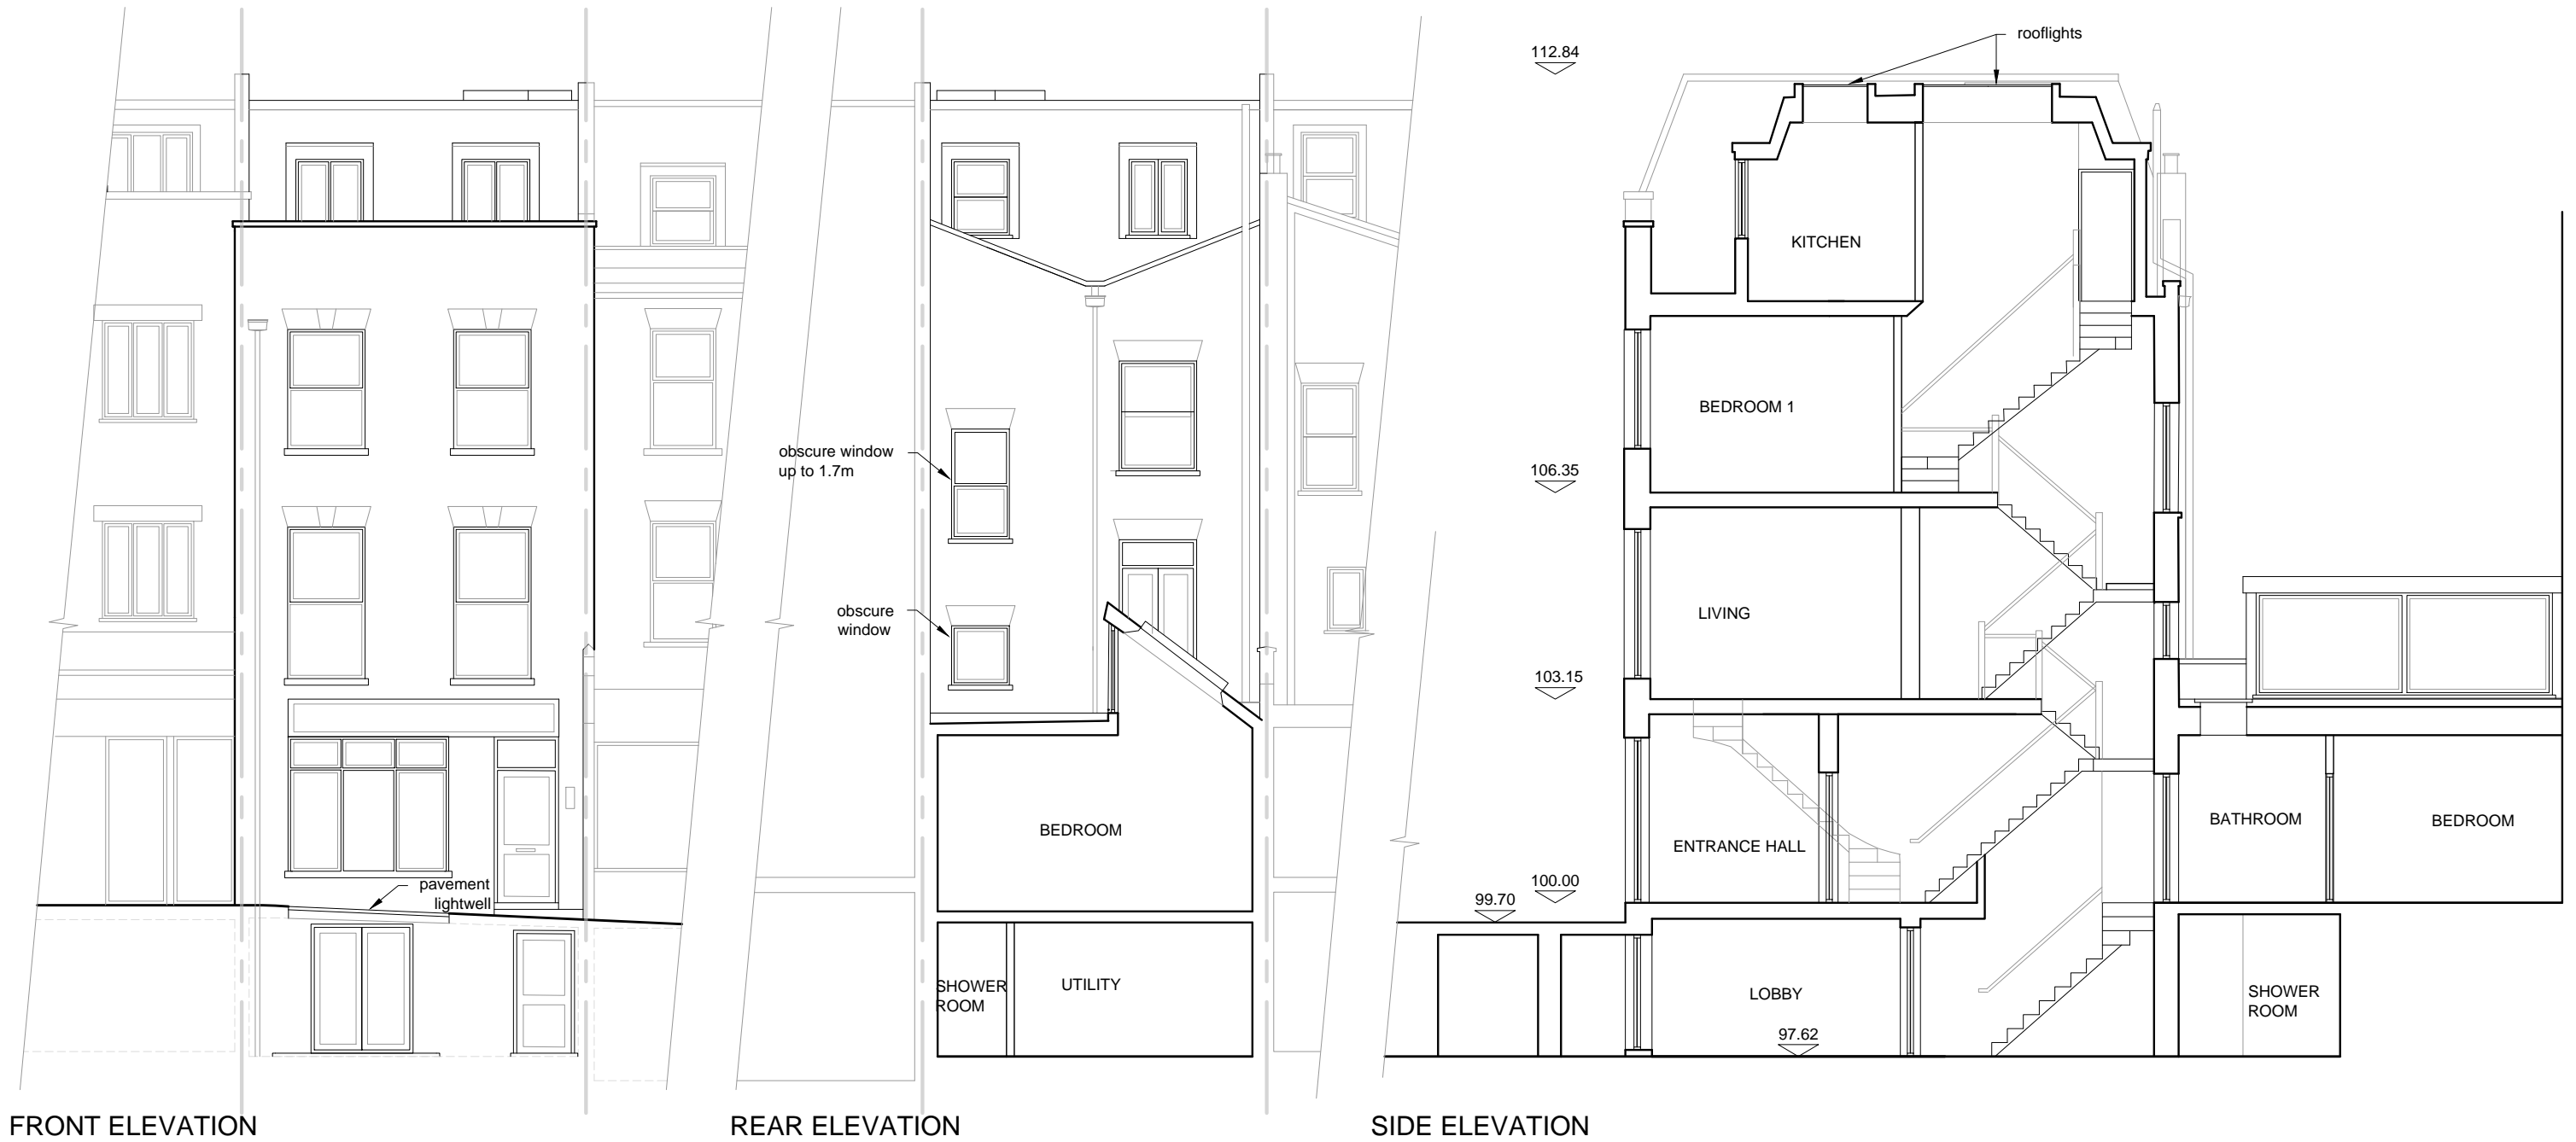 rooflights
112.84
KITCHEN
BEDROOM 1
obscure window
up to 1.7m
106.35
obscure
window
LIVING
103.15
BEDROOM
BATHROOM
BEDROOM
ENTRANCE HALL
pavement
lightwell
100.00
99.70
SHOWER
ROOM
UTILITY
LOBBY
SHOWER
ROOM
97.62
FRONT ELEVATION
REAR ELEVATION
SIDE ELEVATION